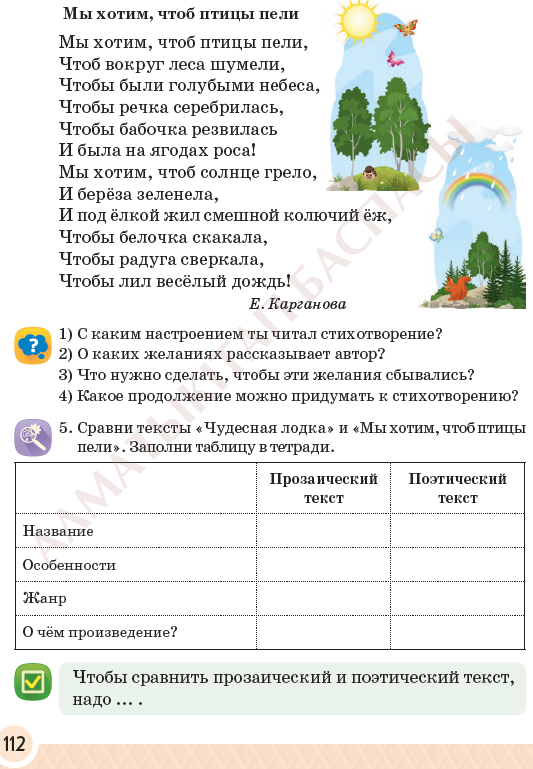 Мы хотим, чтоб птицы пели
Мы хотим, чтоб птицы пели,
Чтоб вокруг леса шумели,
Чтобы были голубыми небеса,
Чтобы речка серебрилась,
Чтобы бабочка резвилась
И была на ягодах роса!
Мы хотим, чтоб солнце грело,
И берёза зеленела,
И под ёлкой жил смешной колючий ёж,
Чтобы белочка скакала,
Чтобы радуга сверкала,
Чтобы лил весёлый дождь!
Е. Карганова
1) С каким настроением ты читал стихотворение?
2) О каких желаниях рассказывает автор?
3) Что нужно сделать, чтобы эти желания сбывались?
4) Какое продолжение можно придумать к стихотворению?
5. Сравни тексты «Чудесная лодка» и «Мы хотим, чтоб птицы
пели». Заполни таблицу в тетради.
Прозаический текст
Поэтический текст
Название
Особенности
Жанр
О чём произведение?
Чтобы сравнить прозаический и поэтический текст,
надо ... .
112
АЛМАТЫКІТАП БАСПАСЫ